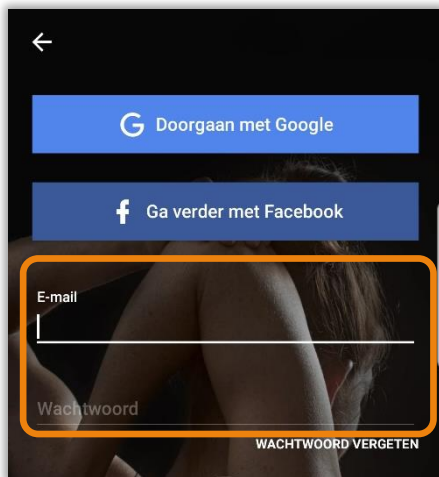 Doorgaan met Google
Ga verder met Facebook
E-mail
Wachtwoord
WACHTWOORD VERGETEN